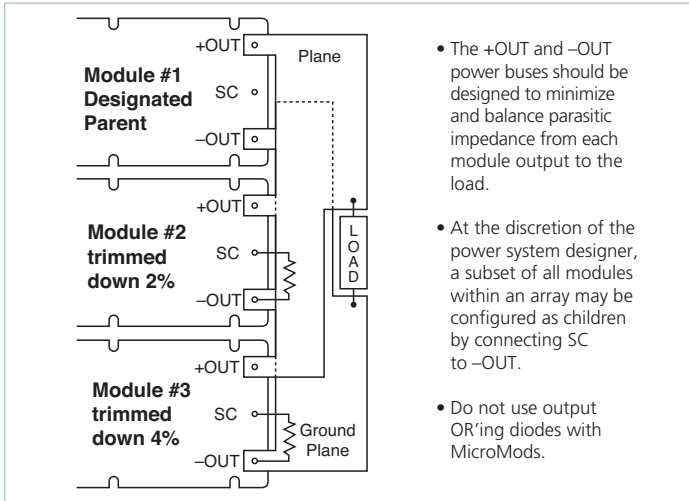 +OUT
Plane
Module #1
Designated
Parent
SC
–OUT
+OUT
Module #2
trimmed
down 2%
SC
–OUT
LOAD
+OUT
Module #3
trimmed
down 4%
SC
Ground
Plane
–OUT
• The +OUT and –OUT
power buses should be
designed to minimize
and balance parasitic
impedance from each
module output to the
load.
• At the discretion of the
power system designer,
a subset of all modules
within an array may be
configured as children
by connecting SC
to –OUT.
• Do not use output
OR'ing diodes with
MicroMods.